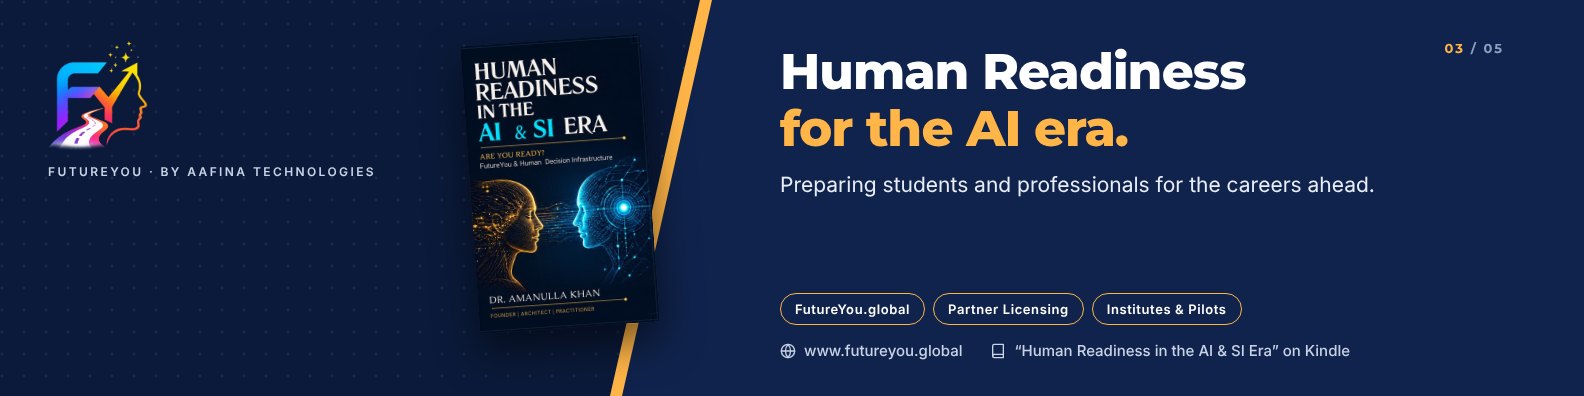 FY
FUTUREYOU · BY AAFINA TECHNOLOGIES
HUMAN
READINESS
IN THE
AI & SI ERA
ARE YOU READY?
FutureYou & Human Decision Infrastructure
DR. AMANULLA KHAN
FOUNDER | ARCHITECT | PRACTITIONER
03 / 05
Human Readiness
for the AI era.
Preparing students and professionals for the careers ahead.
FutureYou.global
Partner Licensing
Institutes & Pilots
www.futureyou.global
“Human Readiness in the AI & SI Era” on Kindle